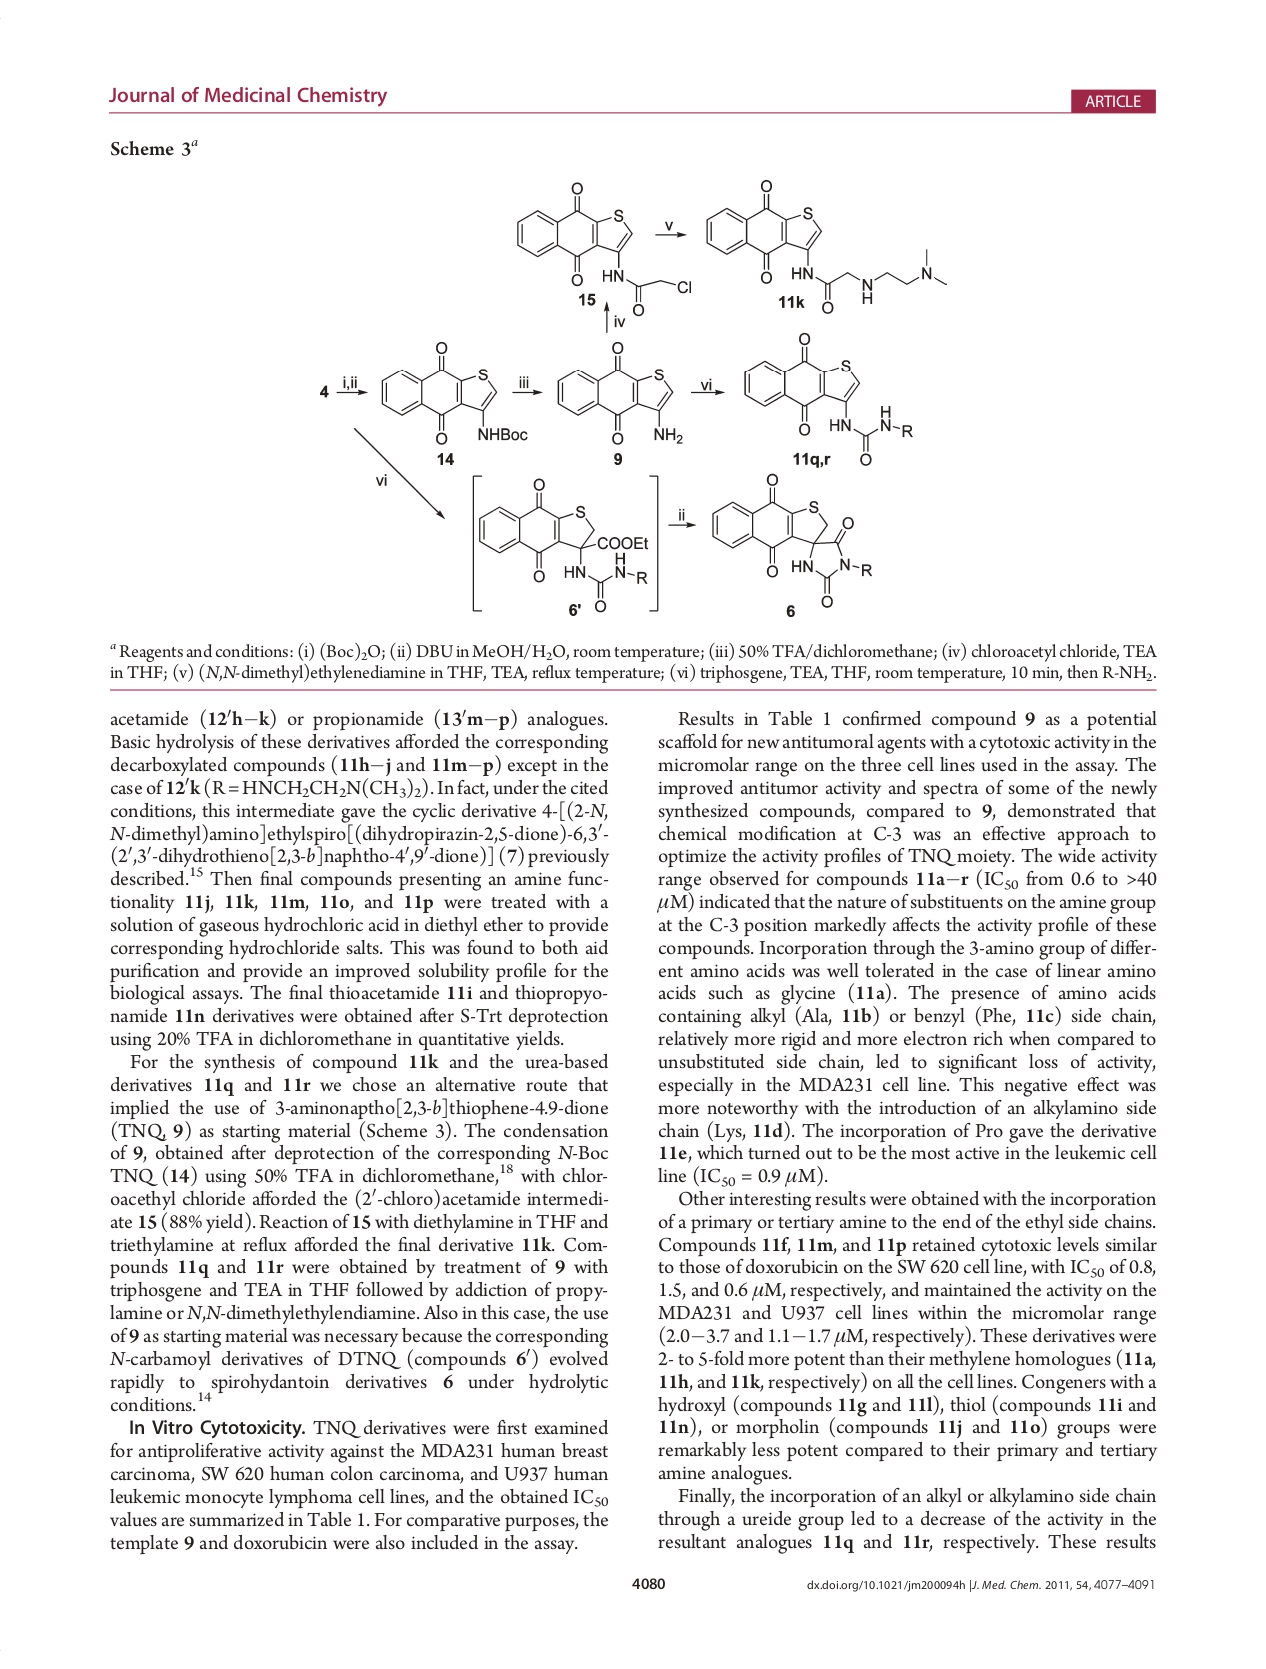 Journal of Medicinal Chemistry
ARTICLE
Scheme 3a
O
S
O
HN
Cl
O
15
v
O
S
O
HN
N
H
N
O
11k
iv
4
i,ii
O
S
O
NHBoc
14
iii
O
S
O
NH2
9
vi
O
S
O
HN
H
N
R
O
11q,r
vi
O
S
COOEt
O
HN
H
N
R
O
6'
ii
O
S
O
O
HN
N
R
O
6
a Reagents and conditions: (i) (Boc)2O; (ii) DBU in MeOH/H2O, room temperature; (iii) 50% TFA/dichloromethane; (iv) chloroacetyl chloride, TEA
in THF; (v) (N,N-dimethyl)ethylenediamine in THF, TEA, reflux temperature; (vi) triphosgene, TEA, THF, room temperature, 10 min, then R-NH2.
acetamide (12′h−k) or propionamide (13′m−p) analogues.
Basic hydrolysis of these derivatives afforded the corresponding
decarboxylated compounds (11h−j and 11m−p) except in the
case of 12′k (R = HNCH2CH2N(CH3)2). In fact, under the cited
conditions, this intermediate gave the cyclic derivative 4-[(2-N,
N-dimethyl)amino]ethylspiro[(dihydropirazin-2,5-dione)-6,3′-
(2′,3′-dihydrothieno[2,3-b]naphtho-4′,9′-dione)] (7) previously
described.15 Then final compounds presenting an amine func-
tionality 11j, 11k, 11m, 11o, and 11p were treated with a
solution of gaseous hydrochloric acid in diethyl ether to provide
corresponding hydrochloride salts. This was found to both aid
purification and provide an improved solubility profile for the
biological assays. The final thioacetamide 11i and thiopropyo-
namide 11n derivatives were obtained after S-Trt deprotection
using 20% TFA in dichloromethane in quantitative yields.
For the synthesis of compound 11k and the urea-based
derivatives 11q and 11r we chose an alternative route that
implied the use of 3-aminonaptho[2,3-b]thiophene-4.9-dione
(TNQ, 9) as starting material (Scheme 3). The condensation
of 9, obtained after deprotection of the corresponding N-Boc
TNQ (14) using 50% TFA in dichloromethane,18 with chlor-
oacethyl chloride afforded the (2′-chloro)acetamide intermedi-
ate 15 (88% yield). Reaction of 15 with diethylamine in THF and
triethylamine at reflux afforded the final derivative 11k. Com-
pounds 11q and 11r were obtained by treatment of 9 with
triphosgene and TEA in THF followed by addiction of propy-
lamine or N,N-dimethylethylendiamine. Also in this case, the use
of 9 as starting material was necessary because the corresponding
N-carbamoyl derivatives of DTNQ (compounds 6′) evolved
rapidly to spirohydantoin derivatives 6 under hydrolytic
conditions.14
In Vitro Cytotoxicity. TNQ derivatives were first examined
for antiproliferative activity against the MDA231 human breast
carcinoma, SW 620 human colon carcinoma, and U937 human
leukemic monocyte lymphoma cell lines, and the obtained IC50
values are summarized in Table 1. For comparative purposes, the
template 9 and doxorubicin were also included in the assay.
Results in Table 1 confirmed compound 9 as a potential
scaffold for new antitumoral agents with a cytotoxic activity in the
micromolar range on the three cell lines used in the assay. The
improved antitumor activity and spectra of some of the newly
synthesized compounds, compared to 9, demonstrated that
chemical modification at C-3 was an effective approach to
optimize the activity profiles of TNQ moiety. The wide activity
range observed for compounds 11a−r (IC50 from 0.6 to >40
μM) indicated that the nature of substituents on the amine group
at the C-3 position markedly affects the activity profile of these
compounds. Incorporation through the 3-amino group of differ-
ent amino acids was well tolerated in the case of linear amino
acids such as glycine (11a). The presence of amino acids
containing alkyl (Ala, 11b) or benzyl (Phe, 11c) side chain,
relatively more rigid and more electron rich when compared to
unsubstituted side chain, led to significant loss of activity,
especially in the MDA231 cell line. This negative effect was
more noteworthy with the introduction of an alkylamino side
chain (Lys, 11d). The incorporation of Pro gave the derivative
11e, which turned out to be the most active in the leukemic cell
line (IC50 = 0.9 μM).
Other interesting results were obtained with the incorporation
of a primary or tertiary amine to the end of the ethyl side chains.
Compounds 11f, 11m, and 11p retained cytotoxic levels similar
to those of doxorubicin on the SW 620 cell line, with IC50 of 0.8,
1.5, and 0.6 μM, respectively, and maintained the activity on the
MDA231 and U937 cell lines within the micromolar range
(2.0−3.7 and 1.1−1.7 μM, respectively). These derivatives were
2- to 5-fold more potent than their methylene homologues (11a,
11h, and 11k, respectively) on all the cell lines. Congeners with a
hydroxyl (compounds 11g and 11l), thiol (compounds 11i and
11n), or morpholin (compounds 11j and 11o) groups were
remarkably less potent compared to their primary and tertiary
amine analogues.
Finally, the incorporation of an alkyl or alkylamino side chain
through a ureide group led to a decrease of the activity in the
resultant analogues 11q and 11r, respectively. These results
4080
dx.doi.org/10.1021/jm200094h |J. Med. Chem. 2011, 54, 4077–4091